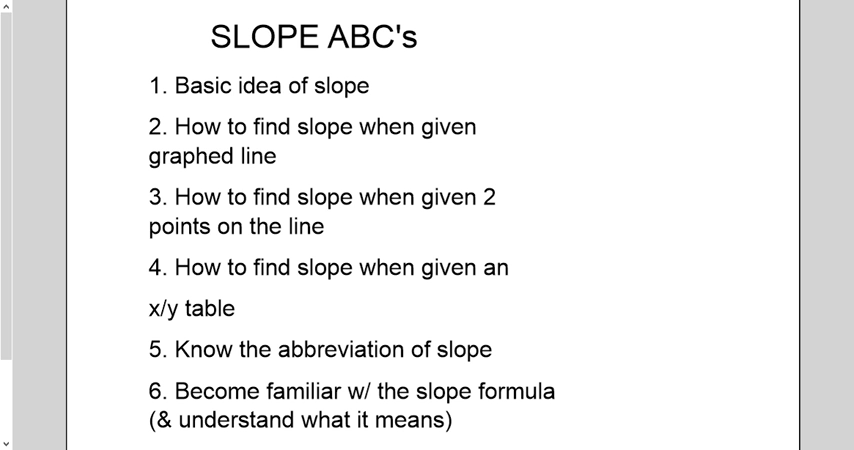 SLOPE ABC's
1. Basic idea of slope
2. How to find slope when given
graphed line
3. How to find slope when given 2
points on the line
4. How to find slope when given an
x/y table
5. Know the abbreviation of slope
6. Become familiar w/ the slope formula
(& understand what it means)